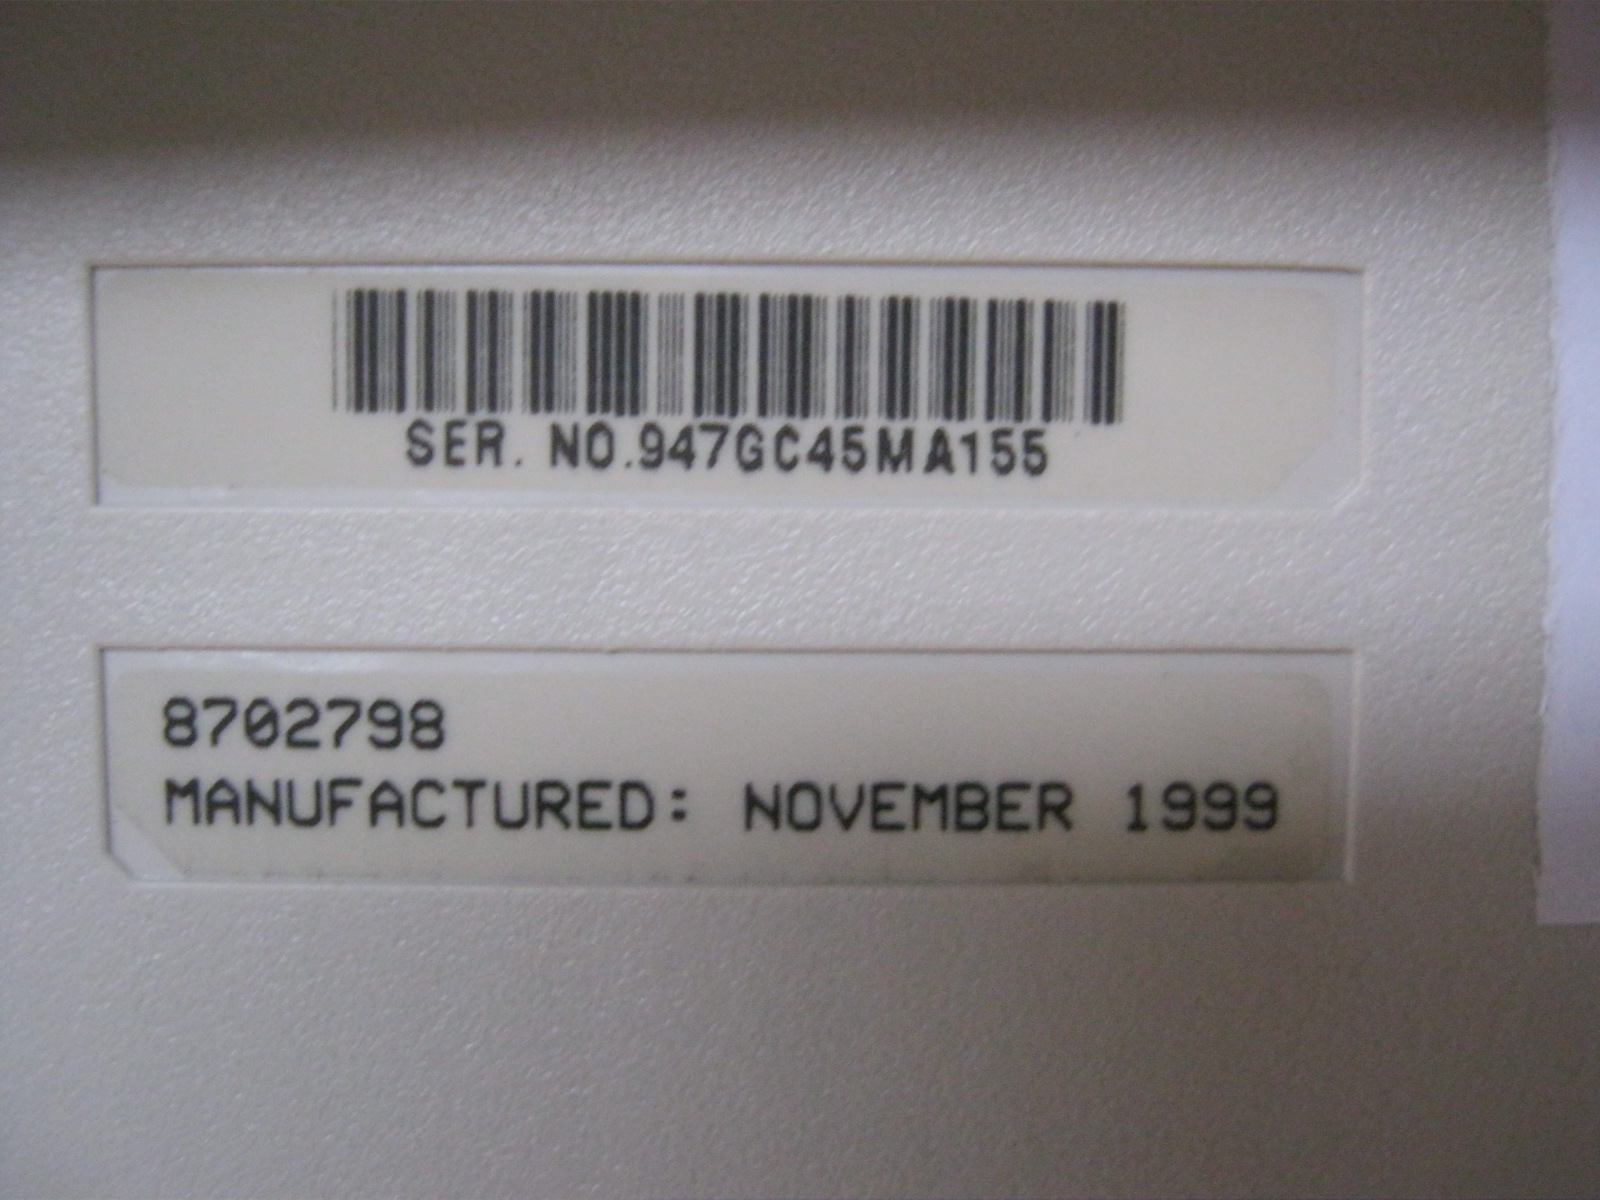 SER. NO.947GC45MA155
8702798
MANUFACTURED: NOVEMBER 1999